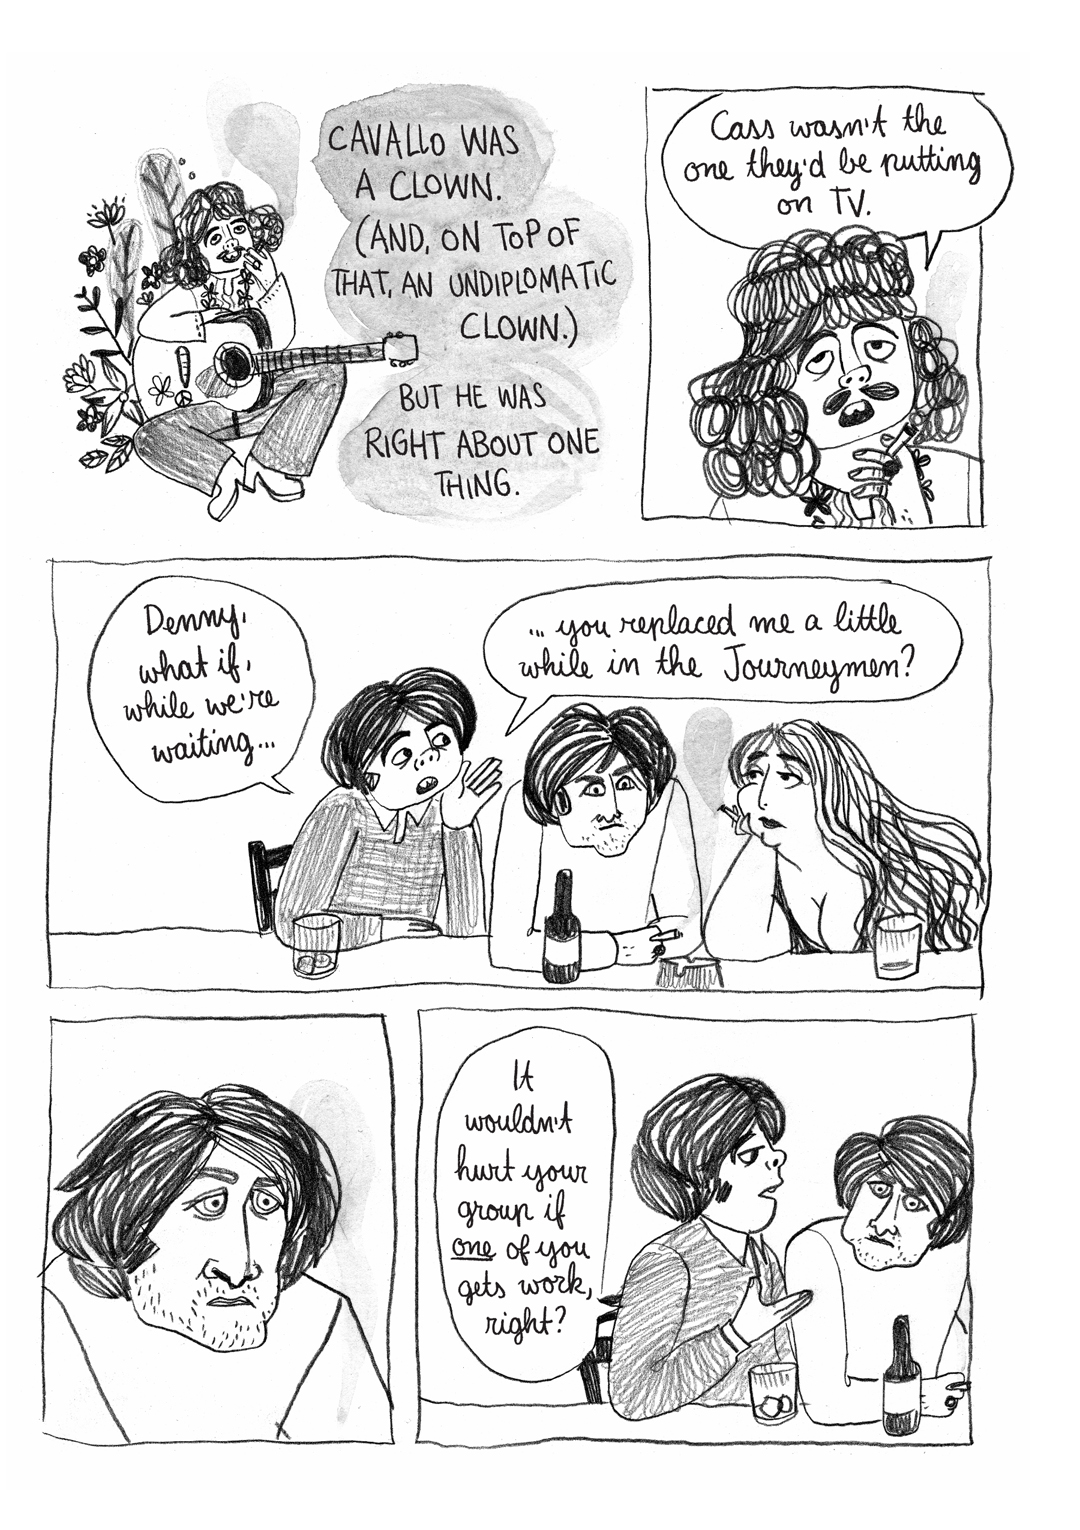 CAVALLO WAS
A CLOWN.
(AND, ON TOP OF
THAT, AN UNDIPLOMATIC
CLOWN.)
BUT HE WAS
RIGHT ABOUT ONE
THING.
Cass wasn't the
one they'd be putting
on TV.
Denny,
what if,
while we're
waiting...
... you replaced me a little
while in the Journeymen?
It
wouldn't
hurt your
group if
one of you
gets work,
right?